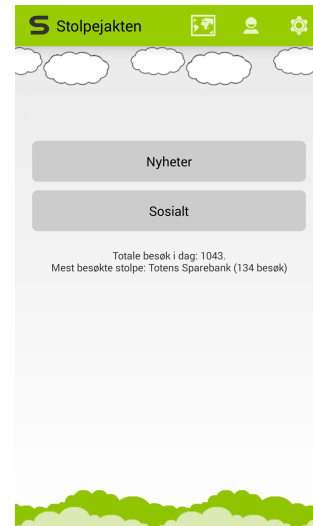 Stolpejakten
Nyheter
Sosialt
Totale besøk i dag: 1043.
Mest besøkte stolpe: Totens Sparebank (134 besøk)